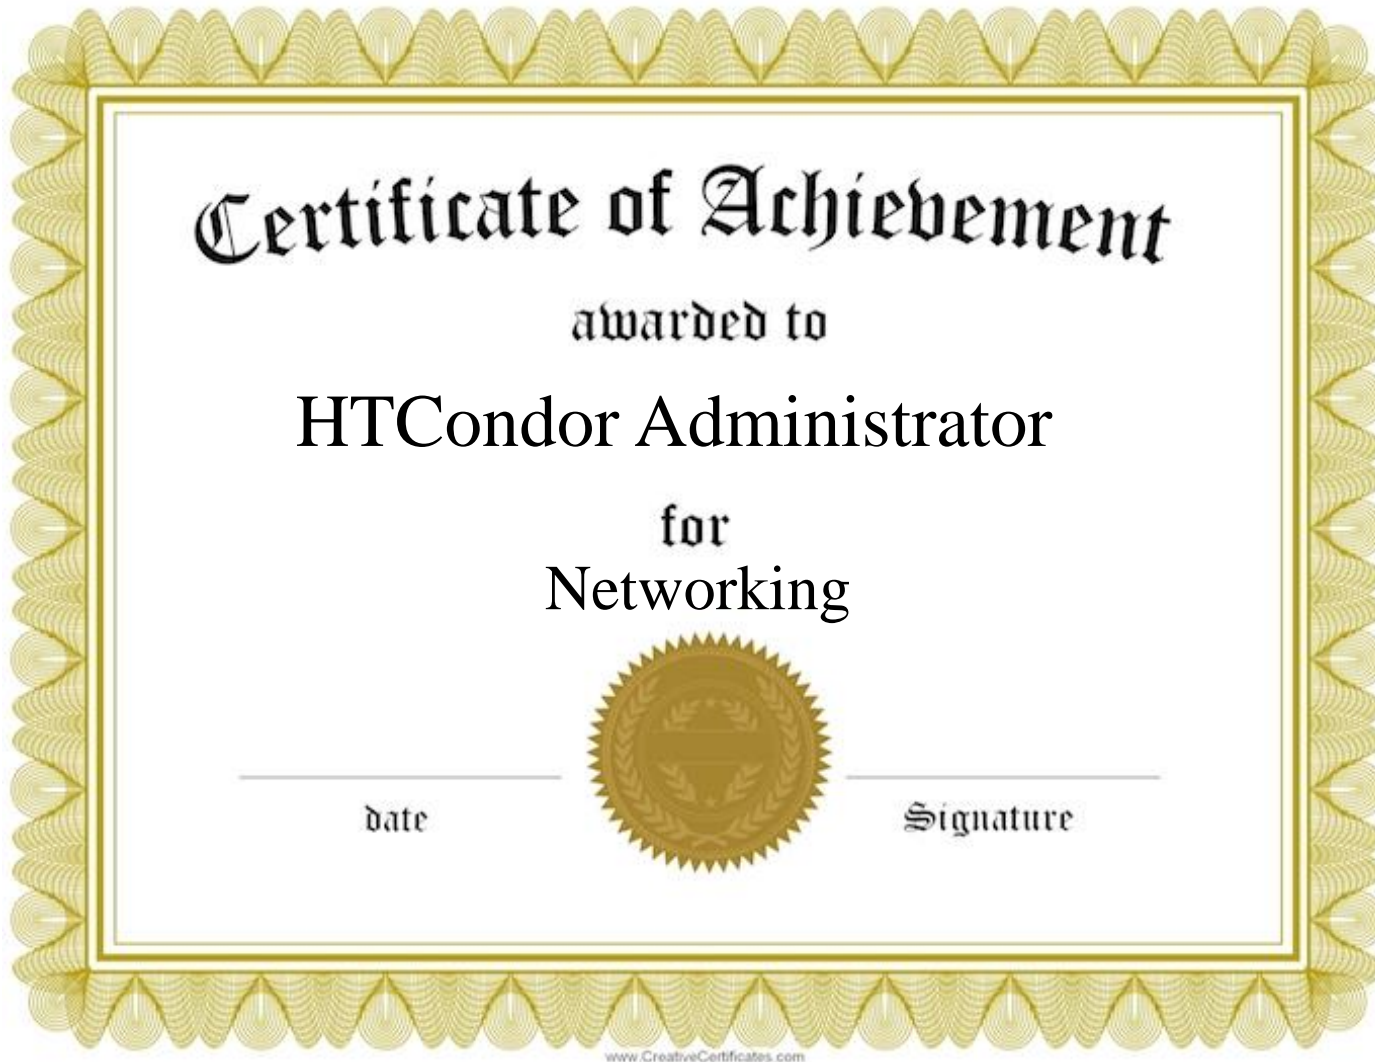 Certificate of Achievement
awarded to
HTCondor Administrator
for
Networking
date
Signature
www.CreativeCertificates.com